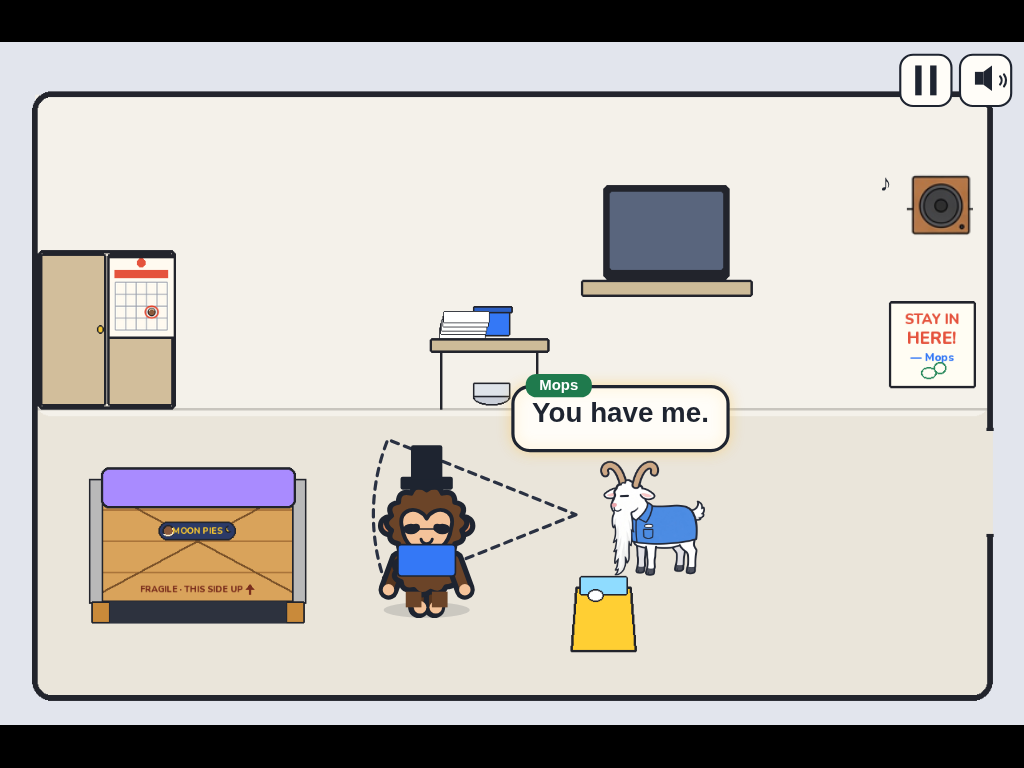 STAY IN
HERE!
— Mops
Mops
You have me.
MOON PIES
FRAGILE · THIS SIDE UP